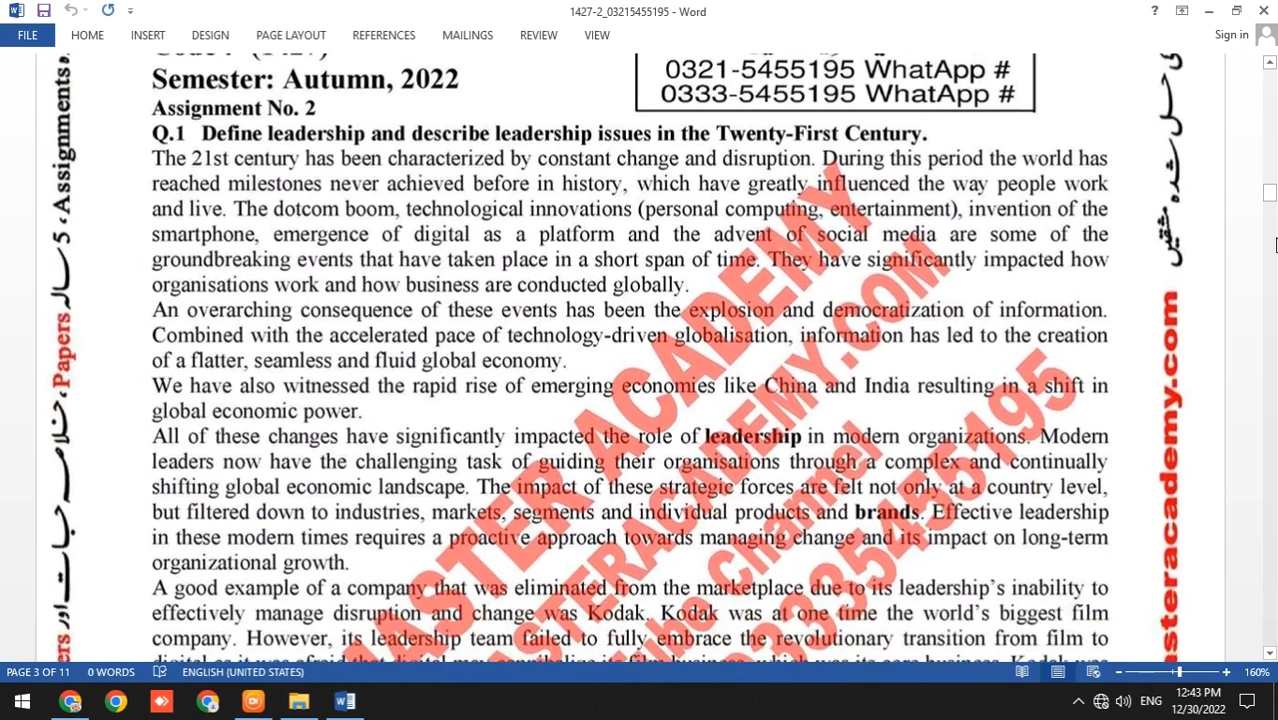 1427-2_03215455195 - Word
FILE HOME INSERT DESIGN PAGE LAYOUT REFERENCES MAILINGS REVIEW VIEW Sign in
Semester: Autumn, 2022
0321-5455195 WhatApp #
0333-5455195 WhatApp #
Assignment No. 2
Q.1 Define leadership and describe leadership issues in the Twenty-First Century.
The 21st century has been characterized by constant change and disruption. During this period the world has
reached milestones never achieved before in history, which have greatly influenced the way people work
and live. The dotcom boom, technological innovations (personal computing, entertainment), invention of the
smartphone, emergence of digital as a platform and the advent of social media are some of the
groundbreaking events that have taken place in a short span of time. They have significantly impacted how
organisations work and how business are conducted globally.
An overarching consequence of these events has been the explosion and democratization of information.
Combined with the accelerated pace of technology-driven globalisation, information has led to the creation
of a flatter, seamless and fluid global economy.
We have also witnessed the rapid rise of emerging economies like China and India resulting in a shift in
global economic power.
All of these changes have significantly impacted the role of leadership in modern organizations. Modern
leaders now have the challenging task of guiding their organisations through a complex and continually
shifting global economic landscape. The impact of these strategic forces are felt not only at a country level,
but filtered down to industries, markets, segments and individual products and brands. Effective leadership
in these modern times requires a proactive approach towards managing change and its impact on long-term
organizational growth.
A good example of a company that was eliminated from the marketplace due to its leadership's inability to
effectively manage disruption and change was Kodak. Kodak was at one time the world's biggest film
company. However, its leadership team failed to fully embrace the revolutionary transition from film to
MASTER ACADEMY
MASTERACADEMY.COM
Tube Channel
03335455195
Assignments ، 5 سالہ Papers، خلاصہ جات اور
حل شدہ مشقیں
asteracademy.com
PAGE 3 OF 11 0 WORDS ENGLISH (UNITED STATES) 160%
ENG 12:43 PM
12/30/2022